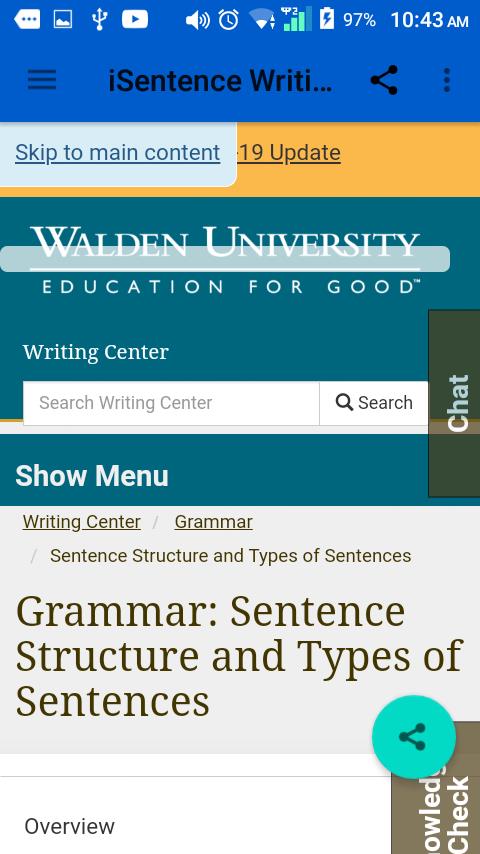 97% 10:43 AM
iSentence Writi...
Skip to main content -19 Update
WALDEN UNIVERSITY
EDUCATION FOR GOOD™
Writing Center
Chat
Search Writing Center Search
Show Menu
Writing Center / Grammar
/ Sentence Structure and Types of Sentences
Grammar: Sentence
Structure and Types of
Sentences
Check
Overview